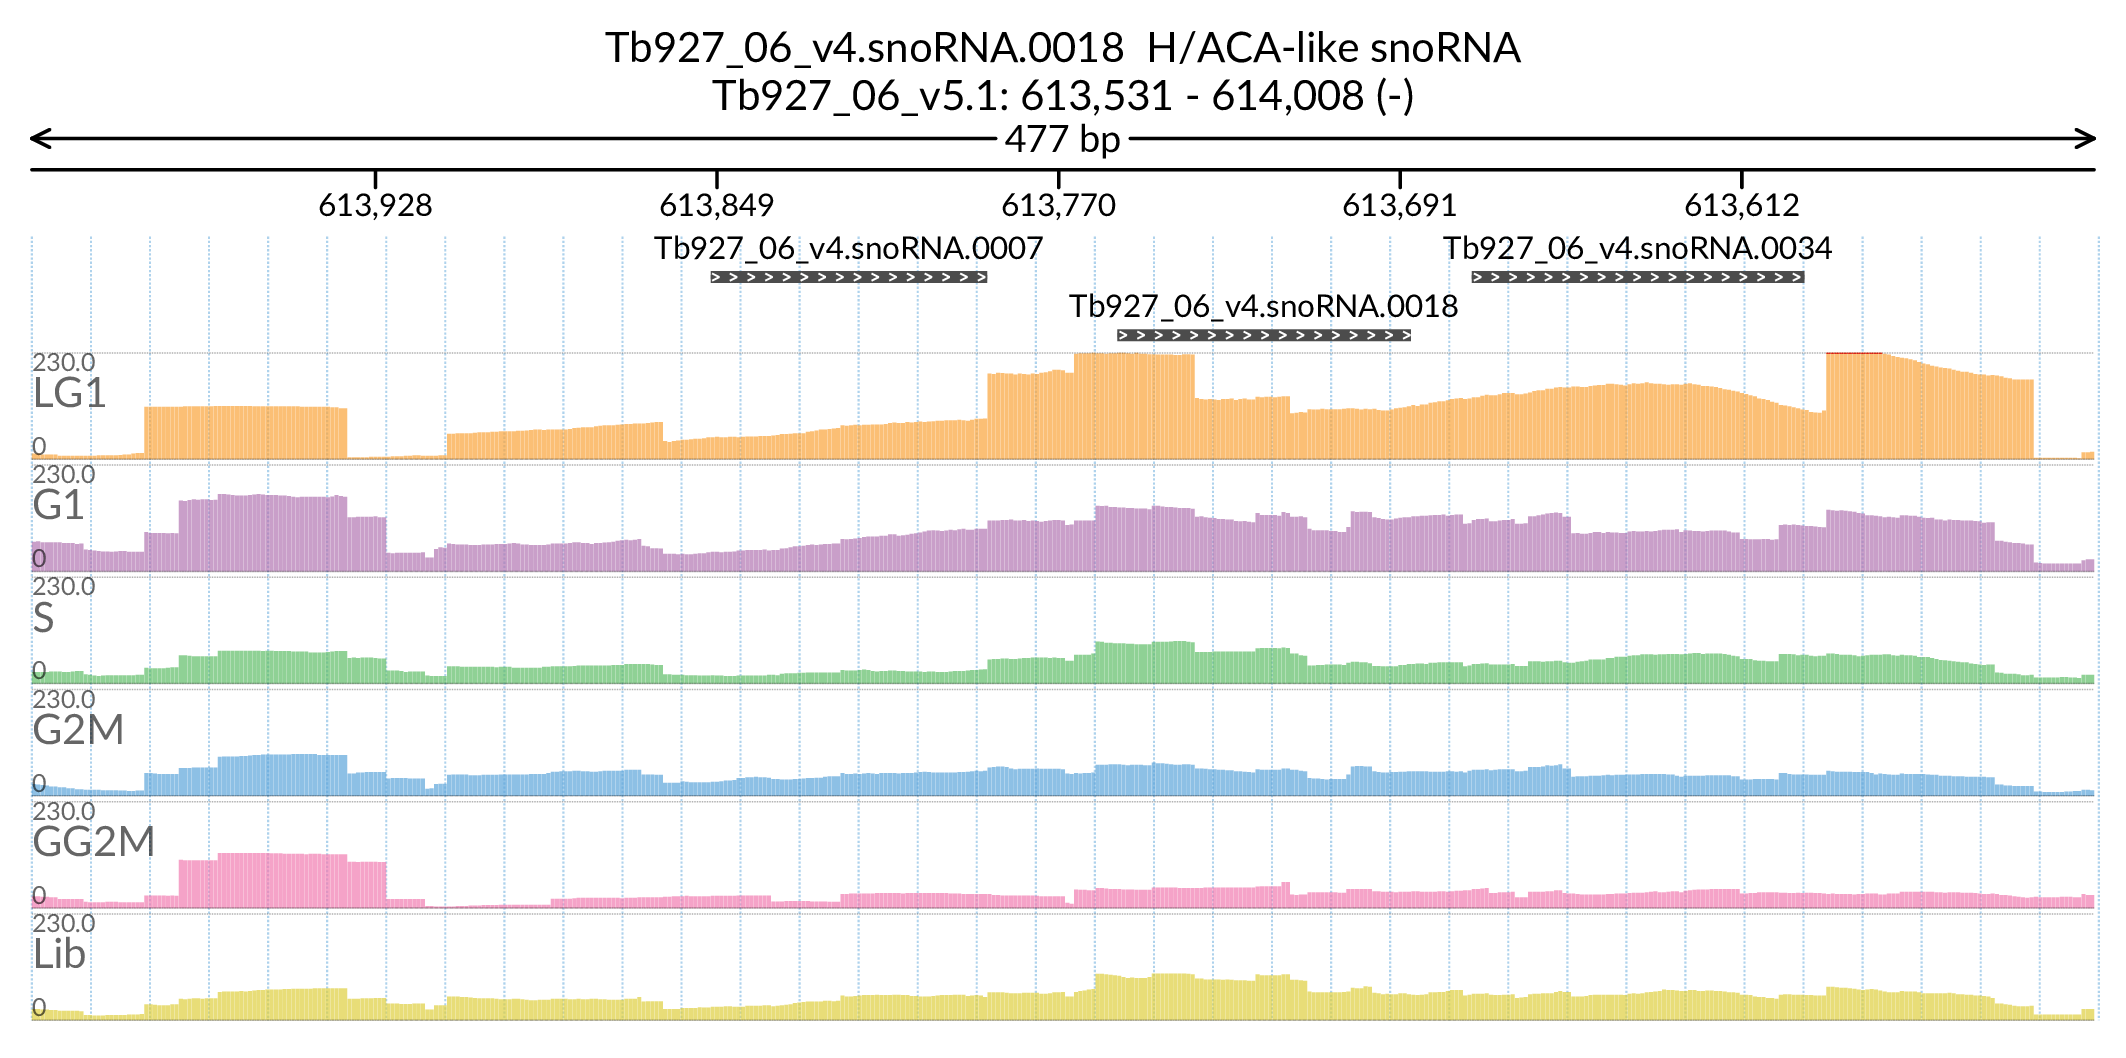 Tb927_06_v4.snoRNA.0018  H/ACA-like snoRNA
Tb927_06_v5.1: 613,531 - 614,008 (-)
477 bp
613,928 613,849 613,770 613,691 613,612
Tb927_06_v4.snoRNA.0007 Tb927_06_v4.snoRNA.0034
Tb927_06_v4.snoRNA.0018
230.0
LG1
0
230.0
G1
0
230.0
S
0
230.0
G2M
0
230.0
GG2M
0
230.0
Lib
0